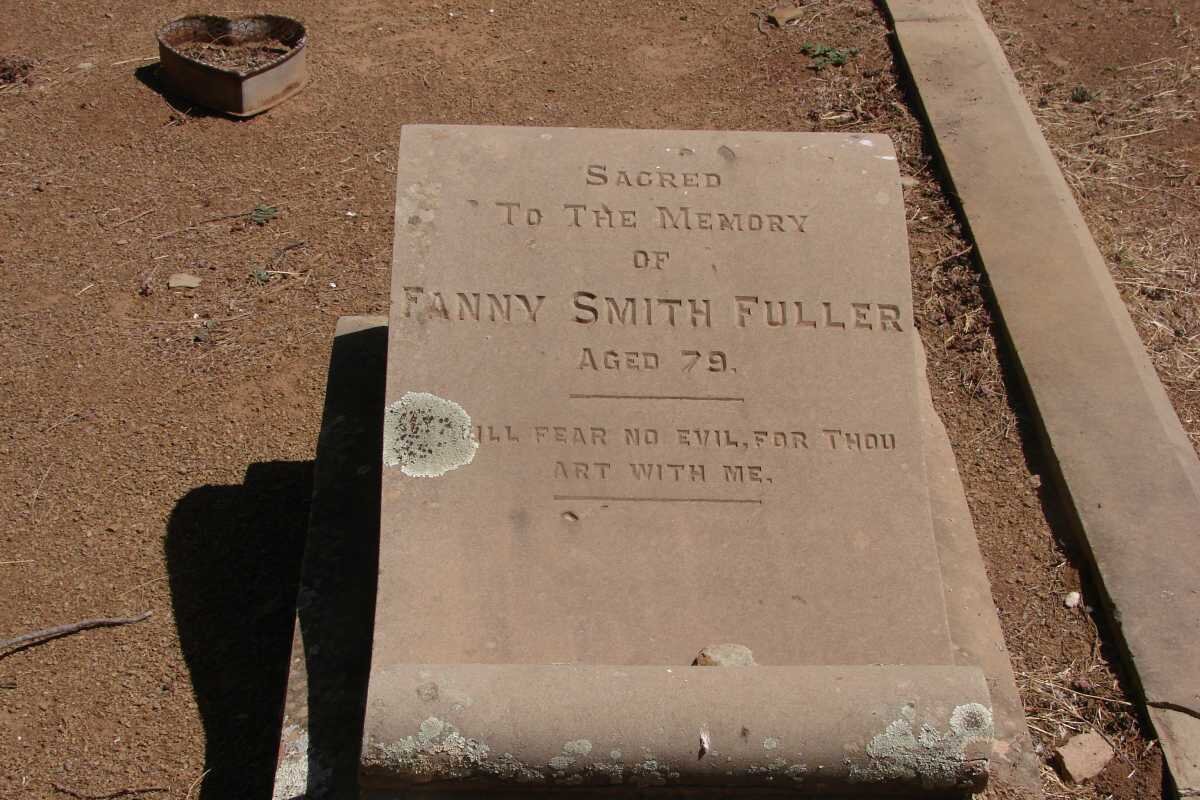 SACRED
TO THE MEMORY
OF
FANNY SMITH FULLER
AGED 79.
ILL FEAR NO EVIL, FOR THOU
ART WITH ME.